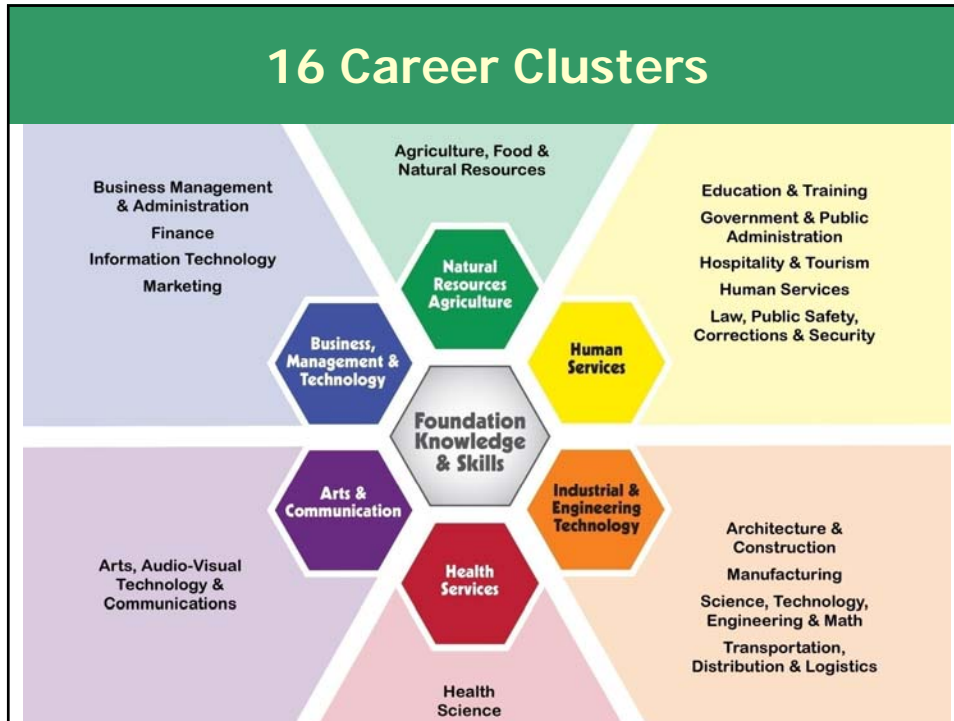 16 Career Clusters
Agriculture, Food &
Natural Resources
Business Management
& Administration
Finance
Information Technology
Marketing
Education & Training
Government & Public
Administration
Hospitality & Tourism
Human Services
Law, Public Safety,
Corrections & Security
Natural
Resources
Agriculture
Business,
Management &
Technology
Human
Services
Foundation
Knowledge
& Skills
Arts &
Communication
Industrial &
Engineering
Technology
Health
Services
Arts, Audio-Visual
Technology &
Communications
Architecture &
Construction
Manufacturing
Science, Technology,
Engineering & Math
Transportation,
Distribution & Logistics
Health
Science